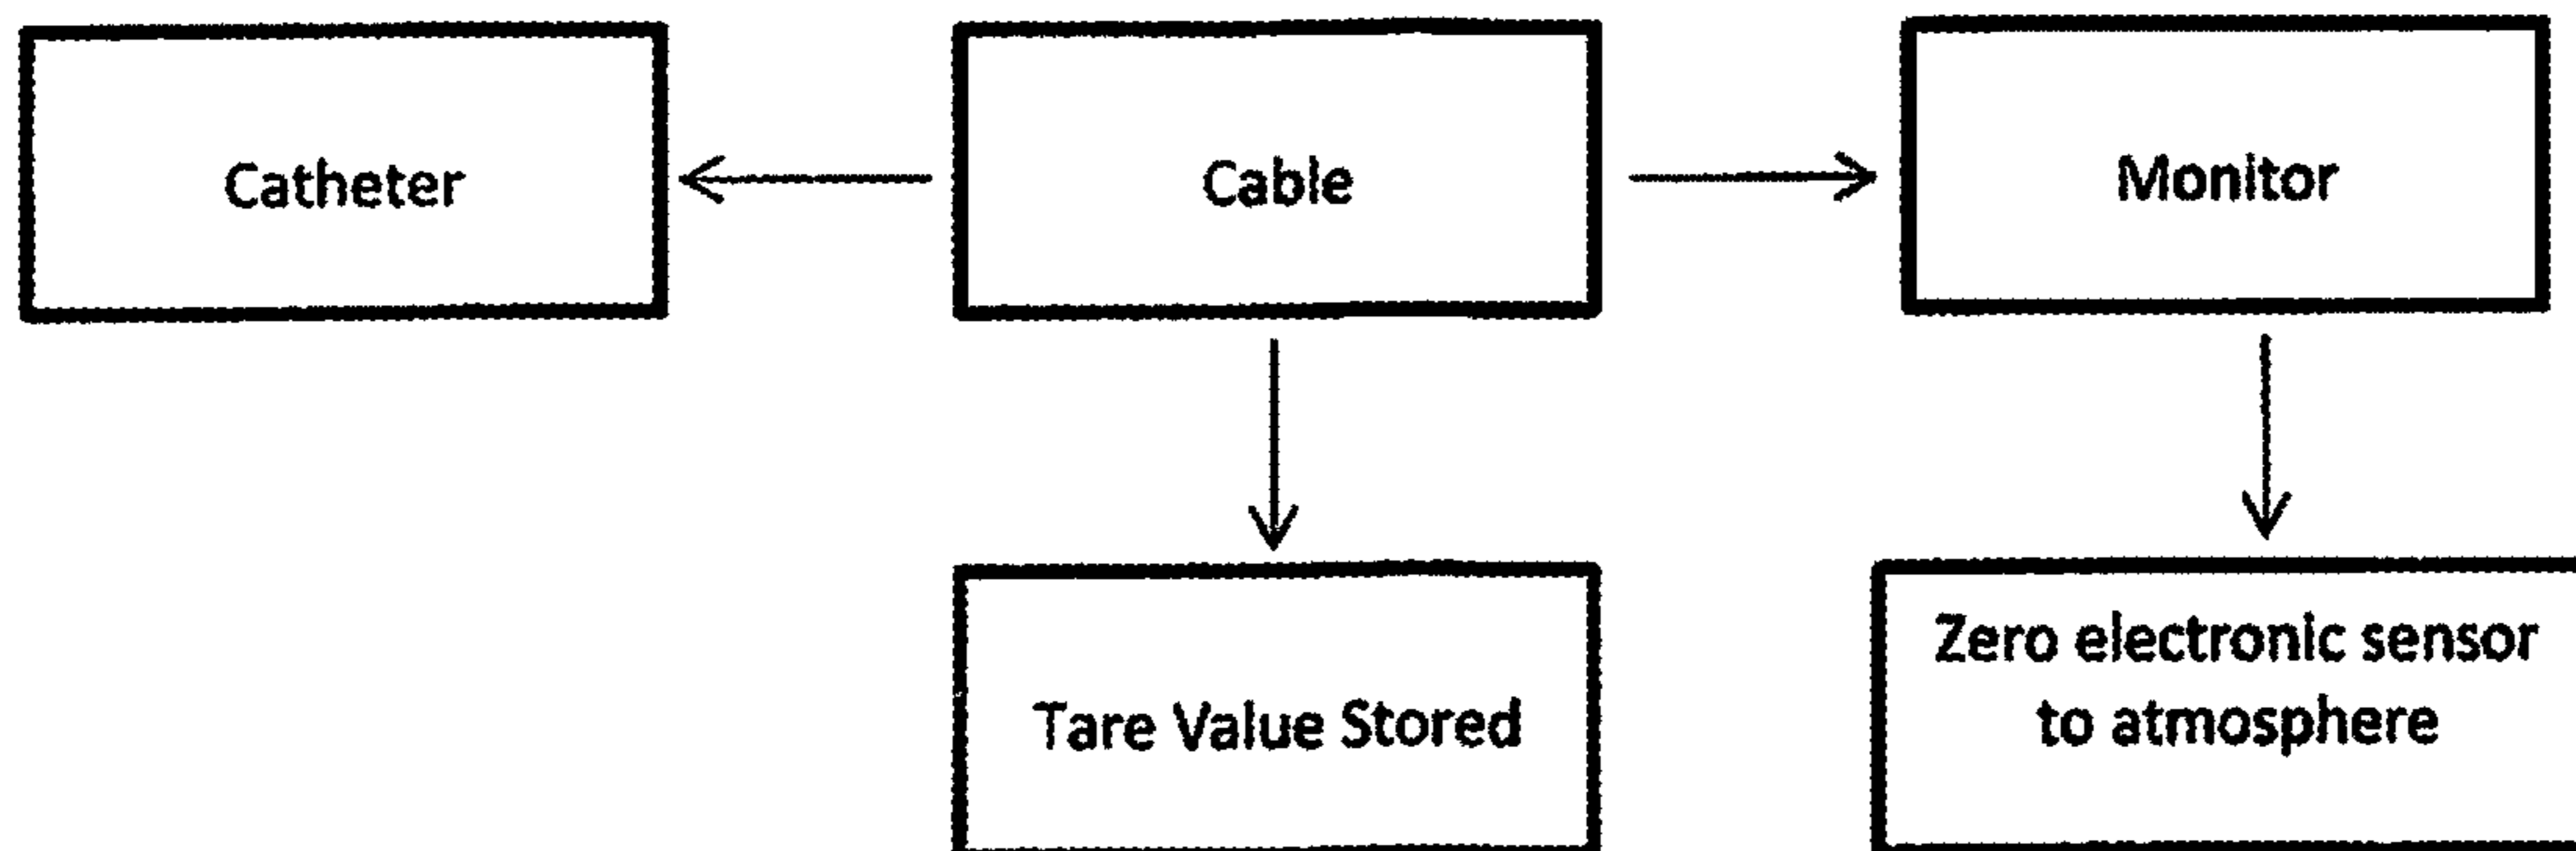 Catheter
Cable
Monitor
Tare Value Stored
Zero electronic sensor
to atmosphere